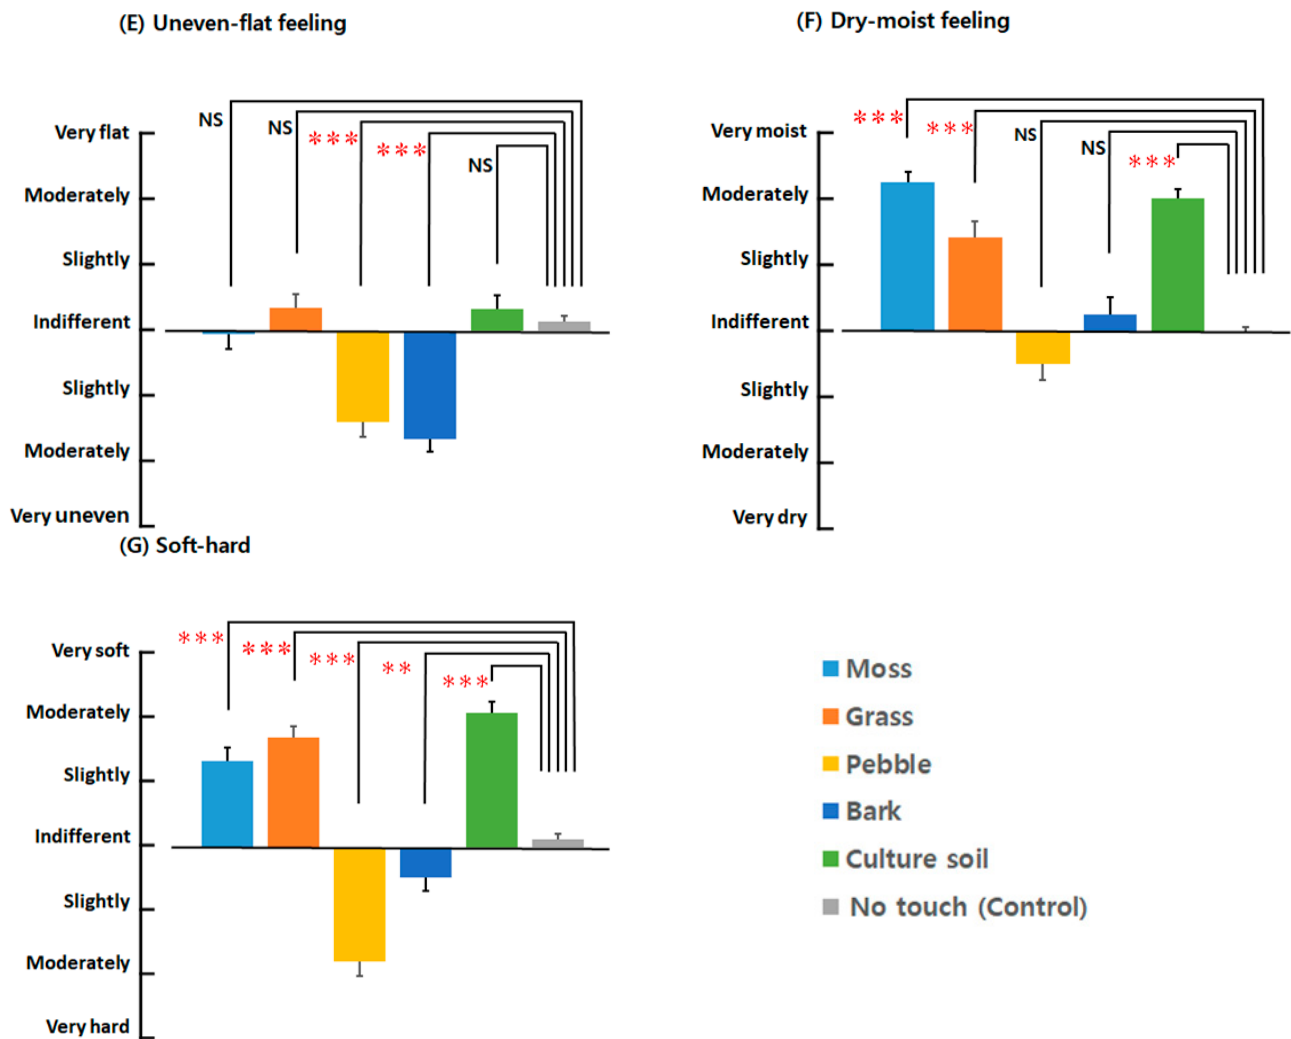 (E) Uneven-flat feeling
NS
NS
***
***
NS
Very flat
Moderately
Slightly
Indifferent
Slightly
Moderately
Very uneven
(F) Dry-moist feeling
***
***
NS
NS
***
Very moist
Moderately
Slightly
Indifferent
Slightly
Moderately
Very dry
(G) Soft-hard
***
***
***
**
***
Very soft
Moderately
Slightly
Indifferent
Slightly
Moderately
Very hard
Moss
Grass
Pebble
Bark
Culture soil
No touch (Control)